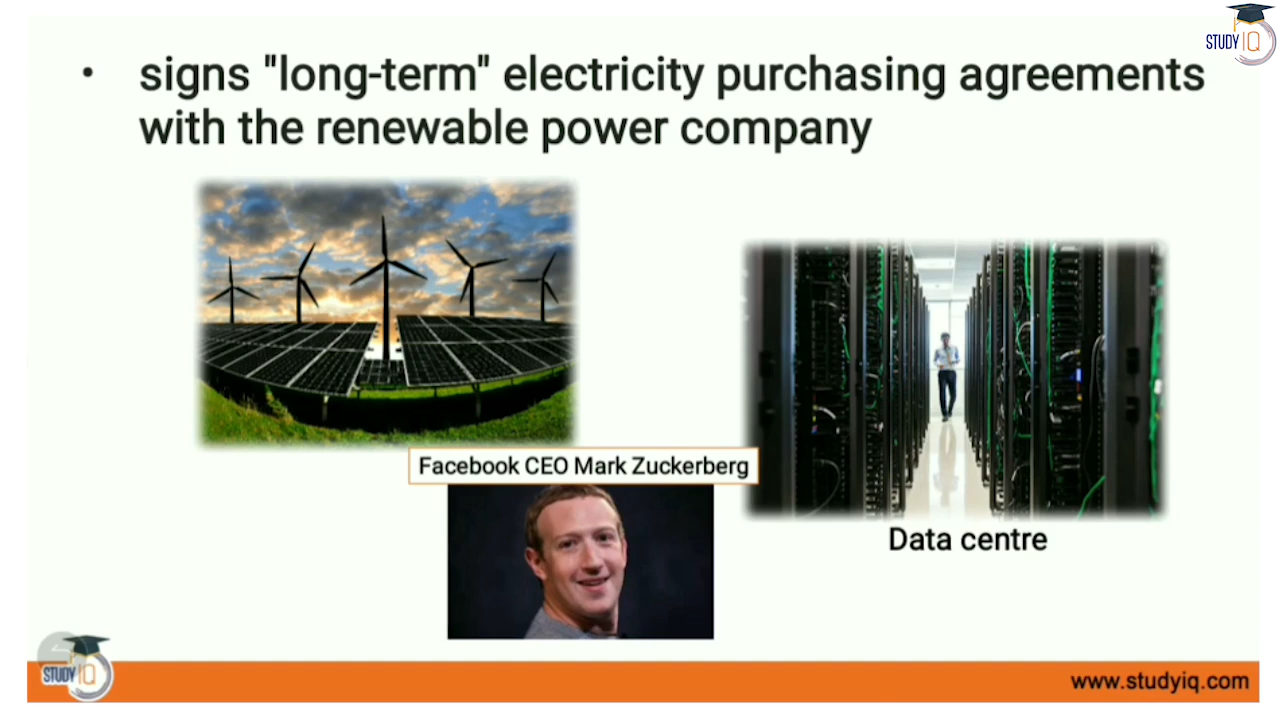 STUDY IQ
• signs "long-term" electricity purchasing agreements
with the renewable power company
Facebook CEO Mark Zuckerberg
Data centre
STUDY IQ
www.studyiq.com